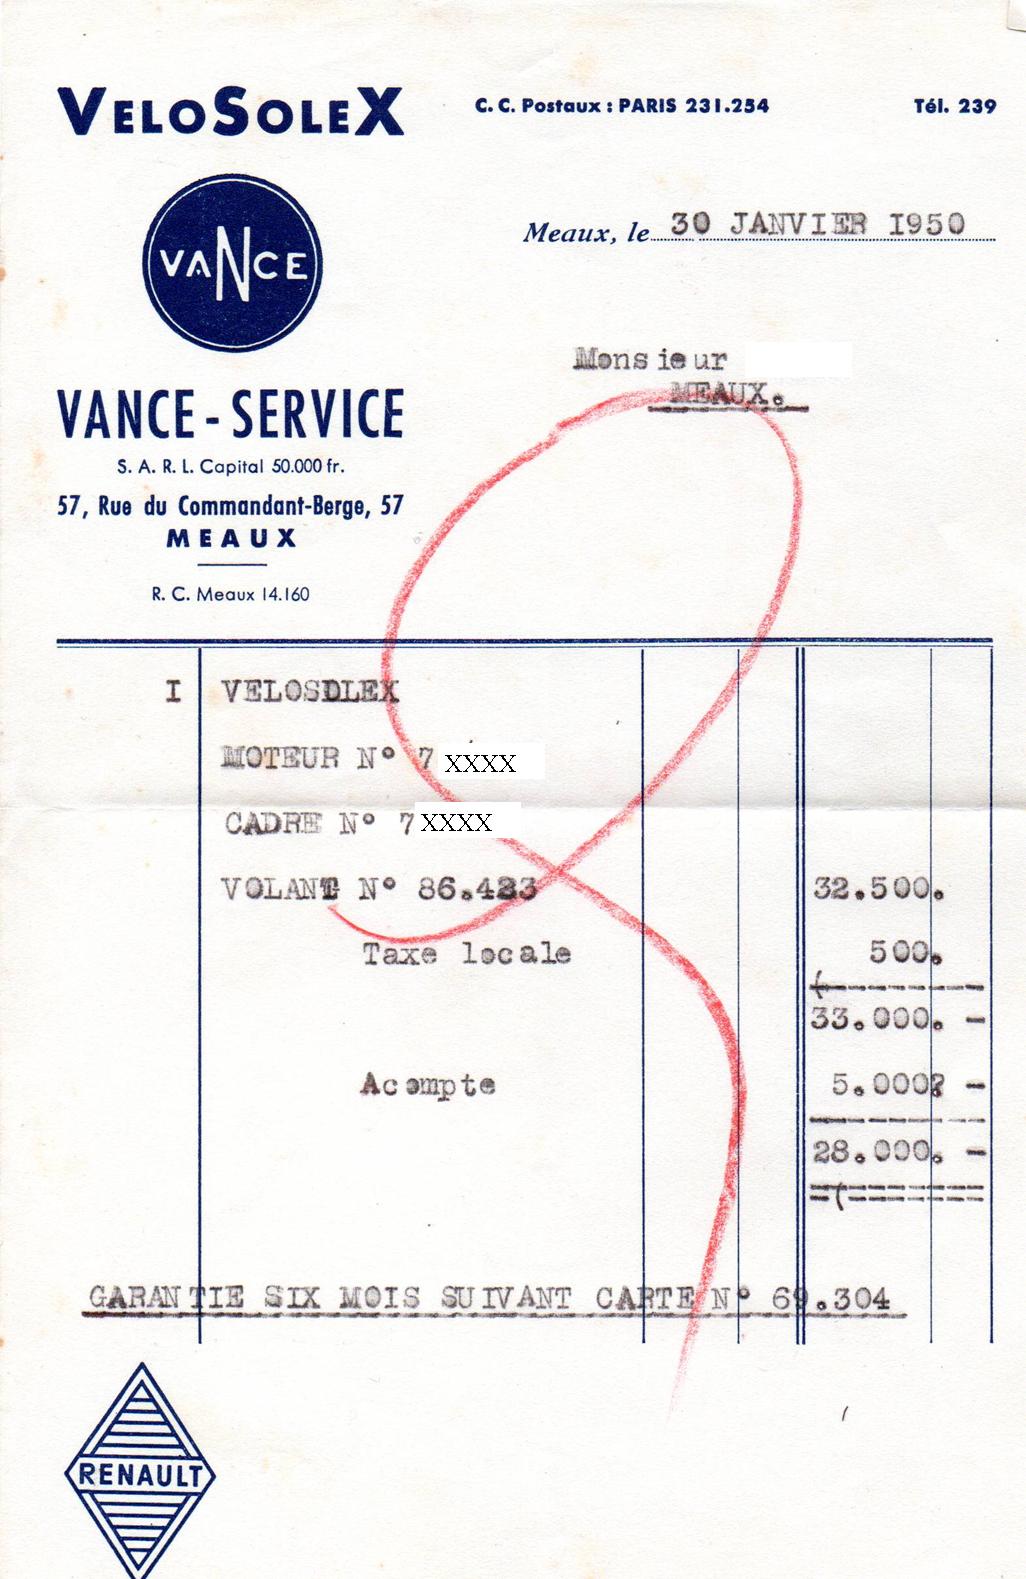 VELOSOLEX
C. C. Postaux : PARIS 231.254
Tél. 239
VANCE
Meaux, le 30 JANVIER 1950
Monsieur
MEAUX.
VANCE - SERVICE
S. A. R. L. Capital 50.000 fr.
57, Rue du Commandant-Berge, 57
MEAUX
R. C. Meaux 14.160
I VELOSOLEX
MOTEUR N° 7 XXXX
CADRE N° 7 XXXX
VOLANT N° 86.423 32.500.
Taxe locale 500.
33.000. -
Acompte 5.000? -
28.000. -
GARANTIE SIX MOIS SUIVANT CARTE N° 69.304
RENAULT